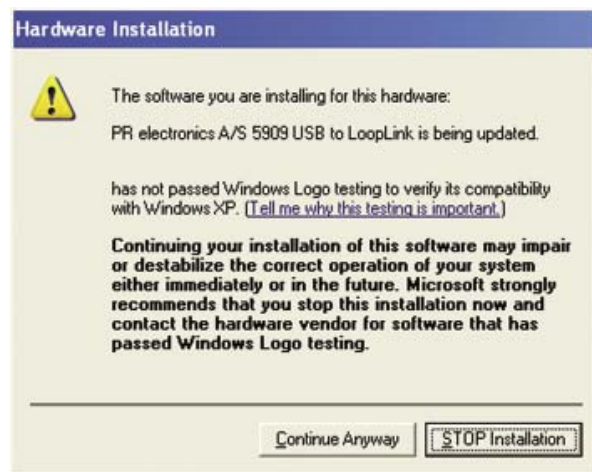 Hardware Installation
The software you are installing for this hardware:
PR electronics A/S 5909 USB to LoopLink is being updated.
has not passed Windows Logo testing to verify its compatibility
with Windows XP. (Tell me why this testing is important.)
Continuing your installation of this software may impair
or destabilize the correct operation of your system
either immediately or in the future. Microsoft strongly
recommends that you stop this installation now and
contact the hardware vendor for software that has
passed Windows Logo testing.
Continue Anyway STOP Installation